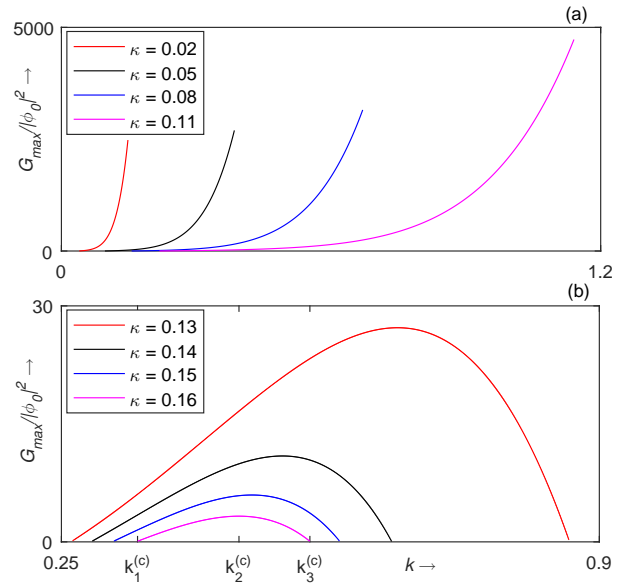 (a)
5000
G_max/|ϕ_0|^2 →
κ = 0.02
κ = 0.05
κ = 0.08
κ = 0.11
0
0
1.2
(b)
30
G_max/|ϕ_0|^2 →
κ = 0.13
κ = 0.14
κ = 0.15
κ = 0.16
0
0.25
k_1^(c)
k_2^(c)
k_3^(c)
k →
0.9